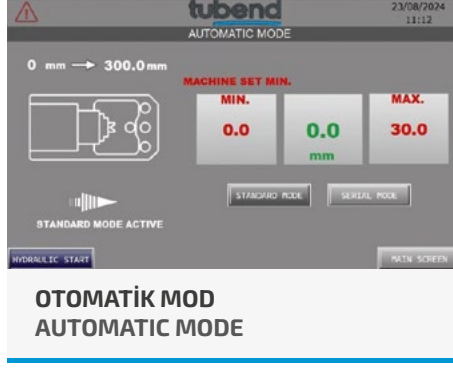 tubend
23/08/2024
11:12
AUTOMATIC MODE
0 mm → 300.0 mm
MACHINE SET MIN.
MIN.
0.0
0.0
mm
MAX.
30.0
STANDARD MODE
SERIAL MODE
STANDARD MODE ACTIVE
HYDRAULIC START
MAIN SCREEN
OTOMATİK MOD
AUTOMATIC MODE